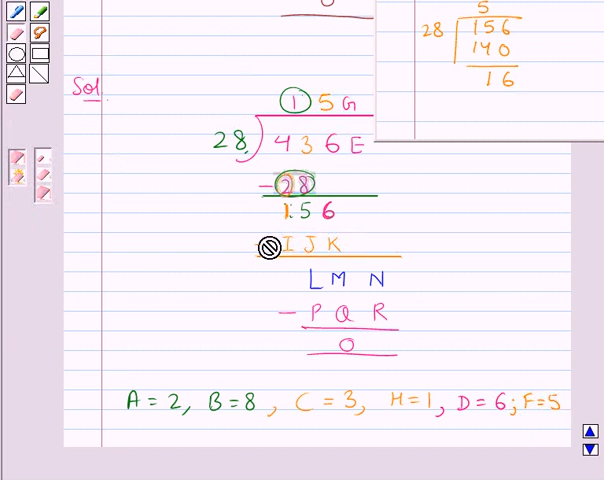 5
28 156
140
16
Sol.
1 5 G
28 4 3 6 E
- 2 8
1 5 6
- I J K
L M N
- P Q R
0
A = 2, B = 8, C = 3, H = 1, D = 6; F = 5